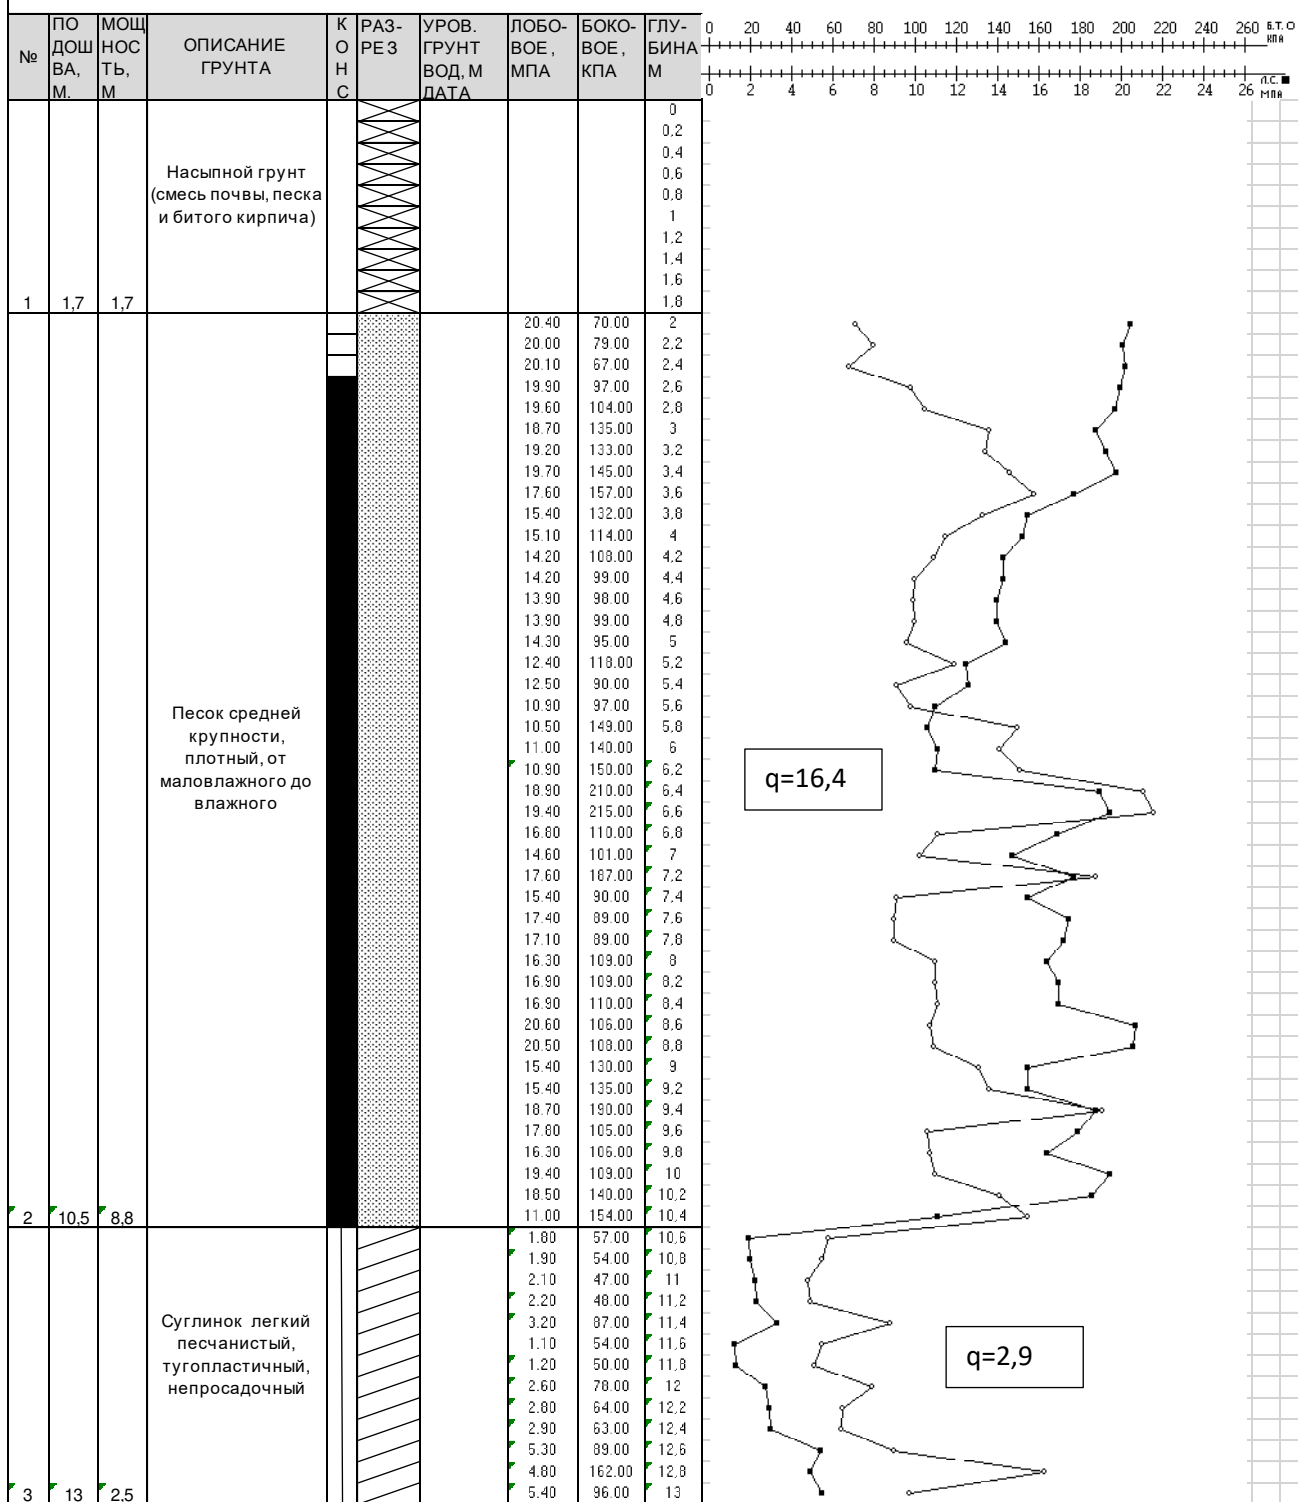 №
ПО
ДОШ
ВА,
М.
МОЩ
НОС
ТЬ,
М
ОПИСАНИЕ
ГРУНТА
К
О
Н
С
РАЗ-
РЕЗ
УРОВ.
ГРУНТ
ВОД, М
ДАТА
ЛОБО-
ВОЕ,
МПА
БОКО-
ВОЕ,
КПА
ГЛУ-
БИНА
М
0 20 40 60 80 100 120 140 160 180 200 220 240 260 Б.Т.
КПА
Л.С.
0 2 4 6 8 10 12 14 16 18 20 22 24 26 МПА
0
0,2
0,4
0,6
0,8
1
1,2
1,4
1,6
1,8
Насыпной грунт
(смесь почвы, песка
и битого кирпича)
1 1,7 1,7
20.40 70.00 2
20.00 79.00 2,2
20.10 67.00 2,4
19.90 97.00 2,6
19.60 104.00 2,8
18.70 135.00 3
19.20 133.00 3,2
19.70 145.00 3,4
17.60 157.00 3,6
15.40 132.00 3,8
15.10 114.00 4
14.20 108.00 4,2
14.20 99.00 4,4
13.90 98.00 4,6
13.90 99.00 4,8
14.30 95.00 5
12.40 118.00 5,2
12.50 90.00 5,4
10.90 97.00 5,6
10.50 149.00 5,8
11.00 140.00 6
10.90 150.00 6,2
18.90 210.00 6,4
19.40 215.00 6,6
16.80 110.00 6,8
14.60 101.00 7
17.60 187.00 7,2
15.40 90.00 7,4
17.40 89.00 7,6
17.10 89.00 7,8
16.30 109.00 8
16.90 109.00 8,2
16.90 110.00 8,4
20.60 106.00 8,6
20.50 108.00 8,8
15.40 130.00 9
15.40 135.00 9,2
18.70 190.00 9,4
17.80 105.00 9,6
16.30 106.00 9,8
19.40 109.00 10
18.50 140.00 10,2
11.00 154.00 10,4
Песок средней
крупности,
плотный, от
маловлажного до
влажного
q=16,4
2 10,5 8,8
1.80 57.00 10,6
1.90 54.00 10,8
2.10 47.00 11
2.20 48.00 11,2
3.20 87.00 11,4
1.10 54.00 11,6
1.20 50.00 11,8
2.60 78.00 12
2.80 64.00 12,2
2.90 63.00 12,4
5.30 89.00 12,6
4.80 162.00 12,8
5.40 96.00 13
Суглинок легкий
песчанистый,
тугопластичный,
непросадочный
q=2,9
3 13 2,5